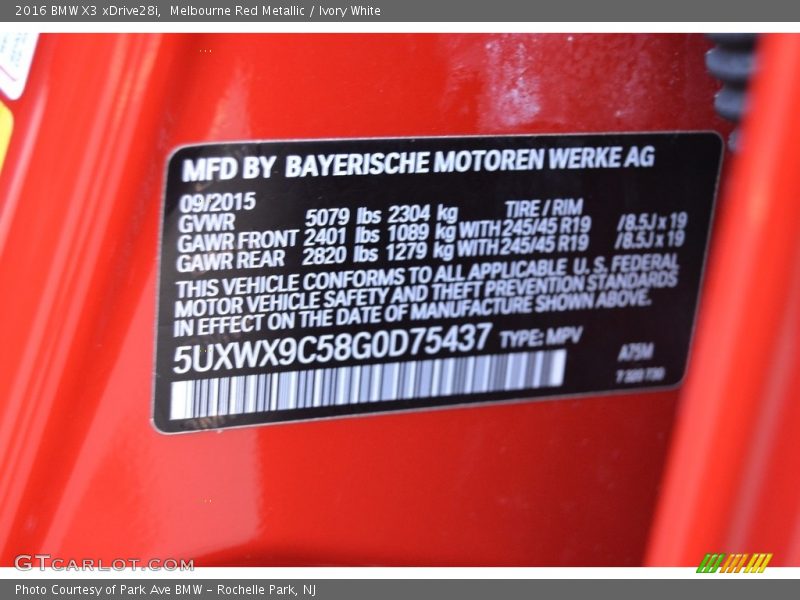 2016 BMW X3 xDrive28i, Melbourne Red Metallic / Ivory White
MFD BY BAYERISCHE MOTOREN WERKE AG
09/2015
GVWR 5079 lbs 2304 kg TIRE / RIM
GAWR FRONT 2401 lbs 1089 kg WITH 245/45 R19 /8.5J x 19
GAWR REAR 2820 lbs 1279 kg WITH 245/45 R19 /8.5J x 19
THIS VEHICLE CONFORMS TO ALL APPLICABLE U. S. FEDERAL
MOTOR VEHICLE SAFETY AND THEFT PREVENTION STANDARDS
IN EFFECT ON THE DATE OF MANUFACTURE SHOWN ABOVE.
5UXWX9C58G0D75437 TYPE: MPV
A75M
GTCARLOT.COM
Photo Courtesy of Park Ave BMW – Rochelle Park, NJ